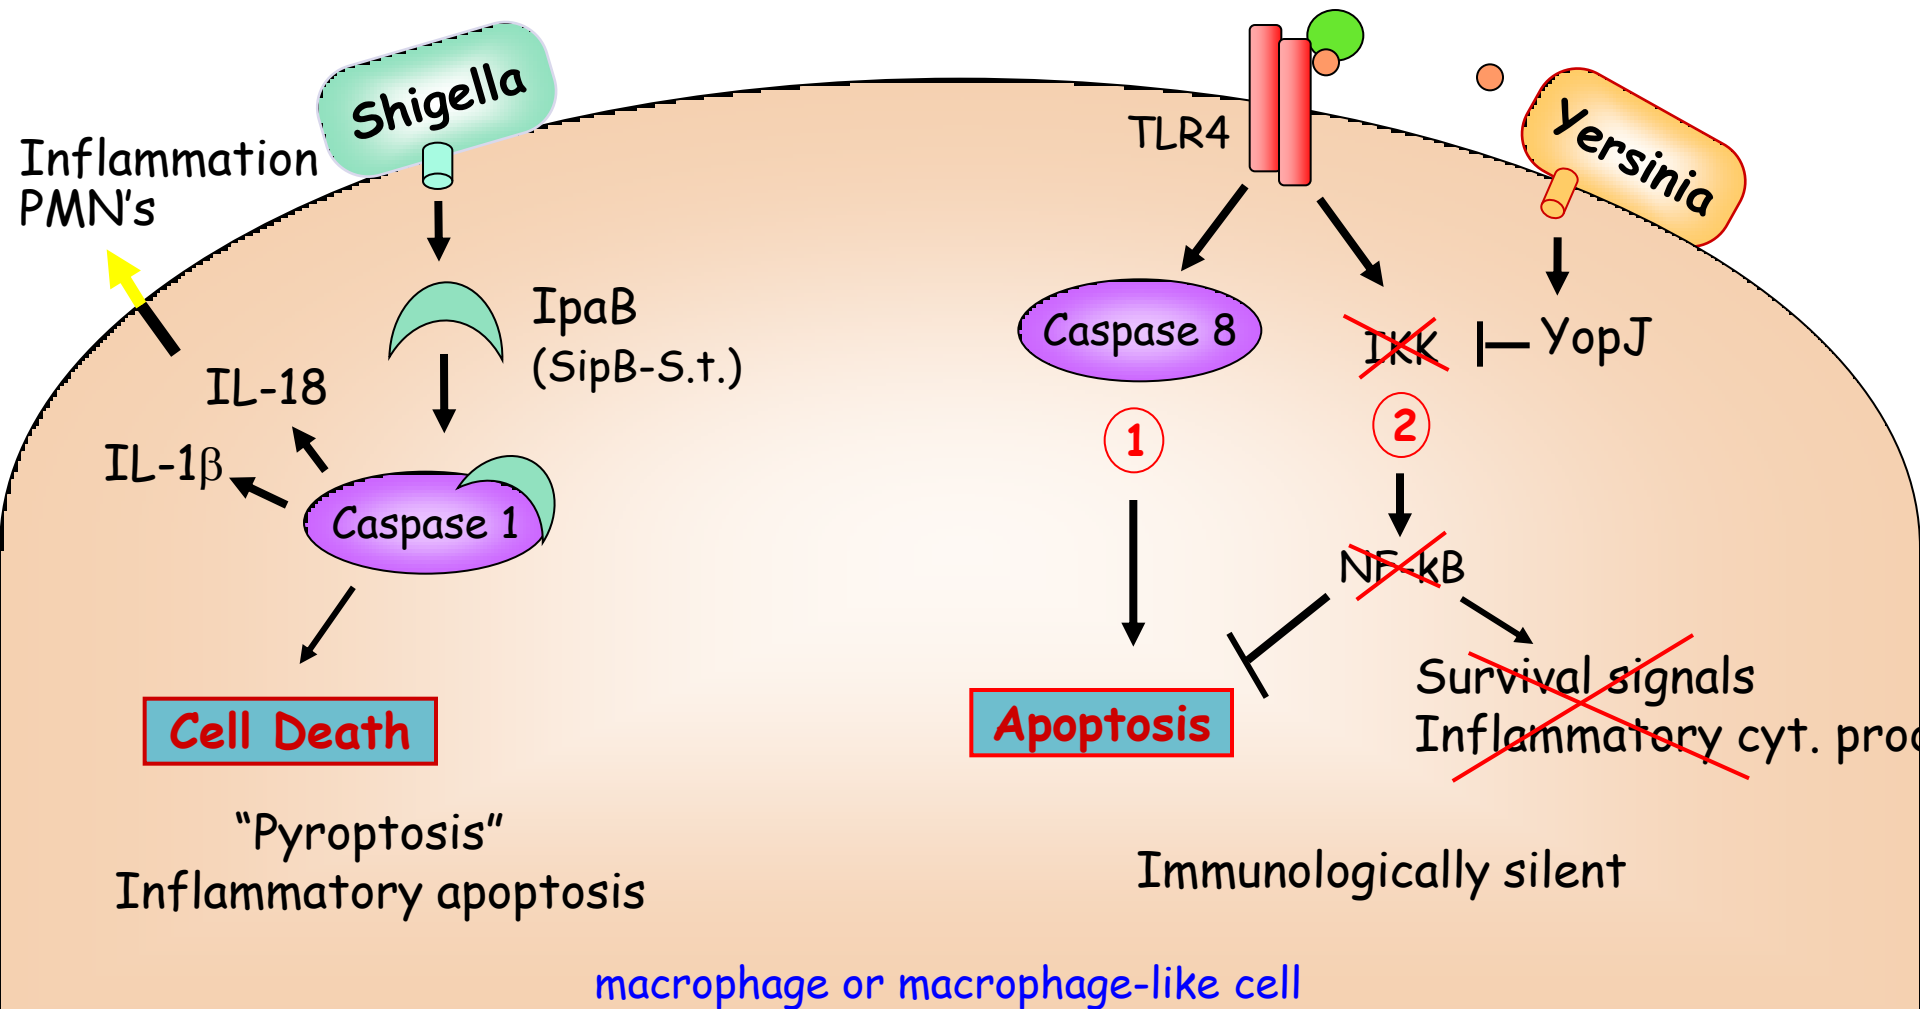 Shigella
Inflammation
PMN's
IpaB
(SipB-S.t.)
IL-18
IL-1β
Caspase 1
Cell Death
“Pyroptosis”
Inflammatory apoptosis
TLR4
Yersinia
Caspase 8
IKK
YopJ
1
2
NF-kB
Apoptosis
Survival signals
Inflammatory cyt. 
Immunologically silent
macrophage or macrophage-like cell